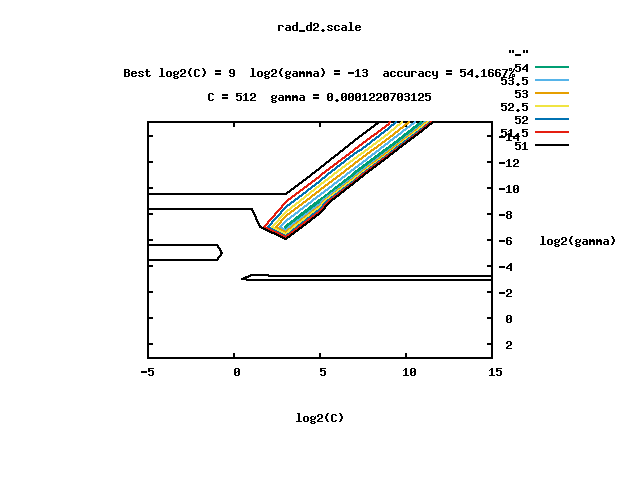 rad_d2.scale
"-"
Best log2(C) = 9  log2(gamma) = -13  accuracy = 54.1667%
C = 512  gamma = 0.0001220703125
54
53.5
53
52.5
52
51.5
51
-14
-12
-10
-8
-6
-4
-2
0
2
log2(gamma)
-5 0 5 10 15
log2(C)